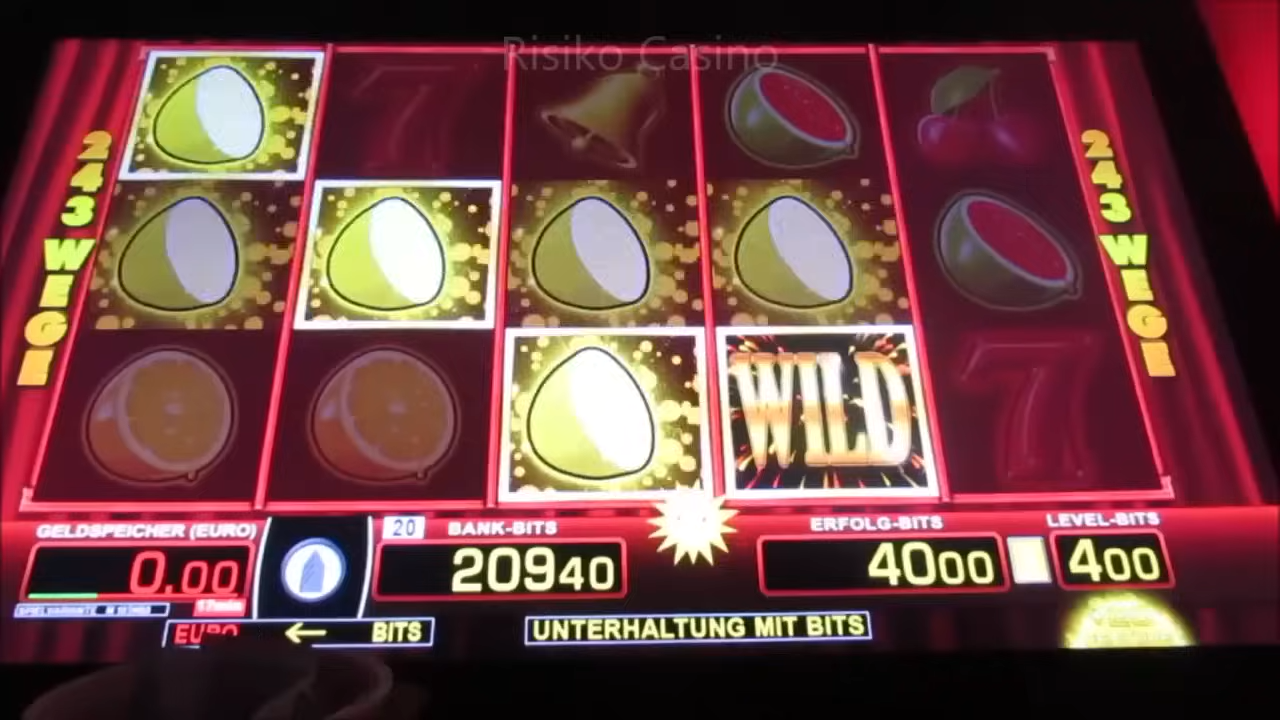 Risiko Casino
243 WEGE
243 WEGE
WILD
GELDSPEICHER (EURO)
20
BANK-BITS
ERFOLG-BITS
LEVEL-BITS
0,00
20940
4000
400
17min
EURO ← BITS
UNTERHALTUNG MIT BITS